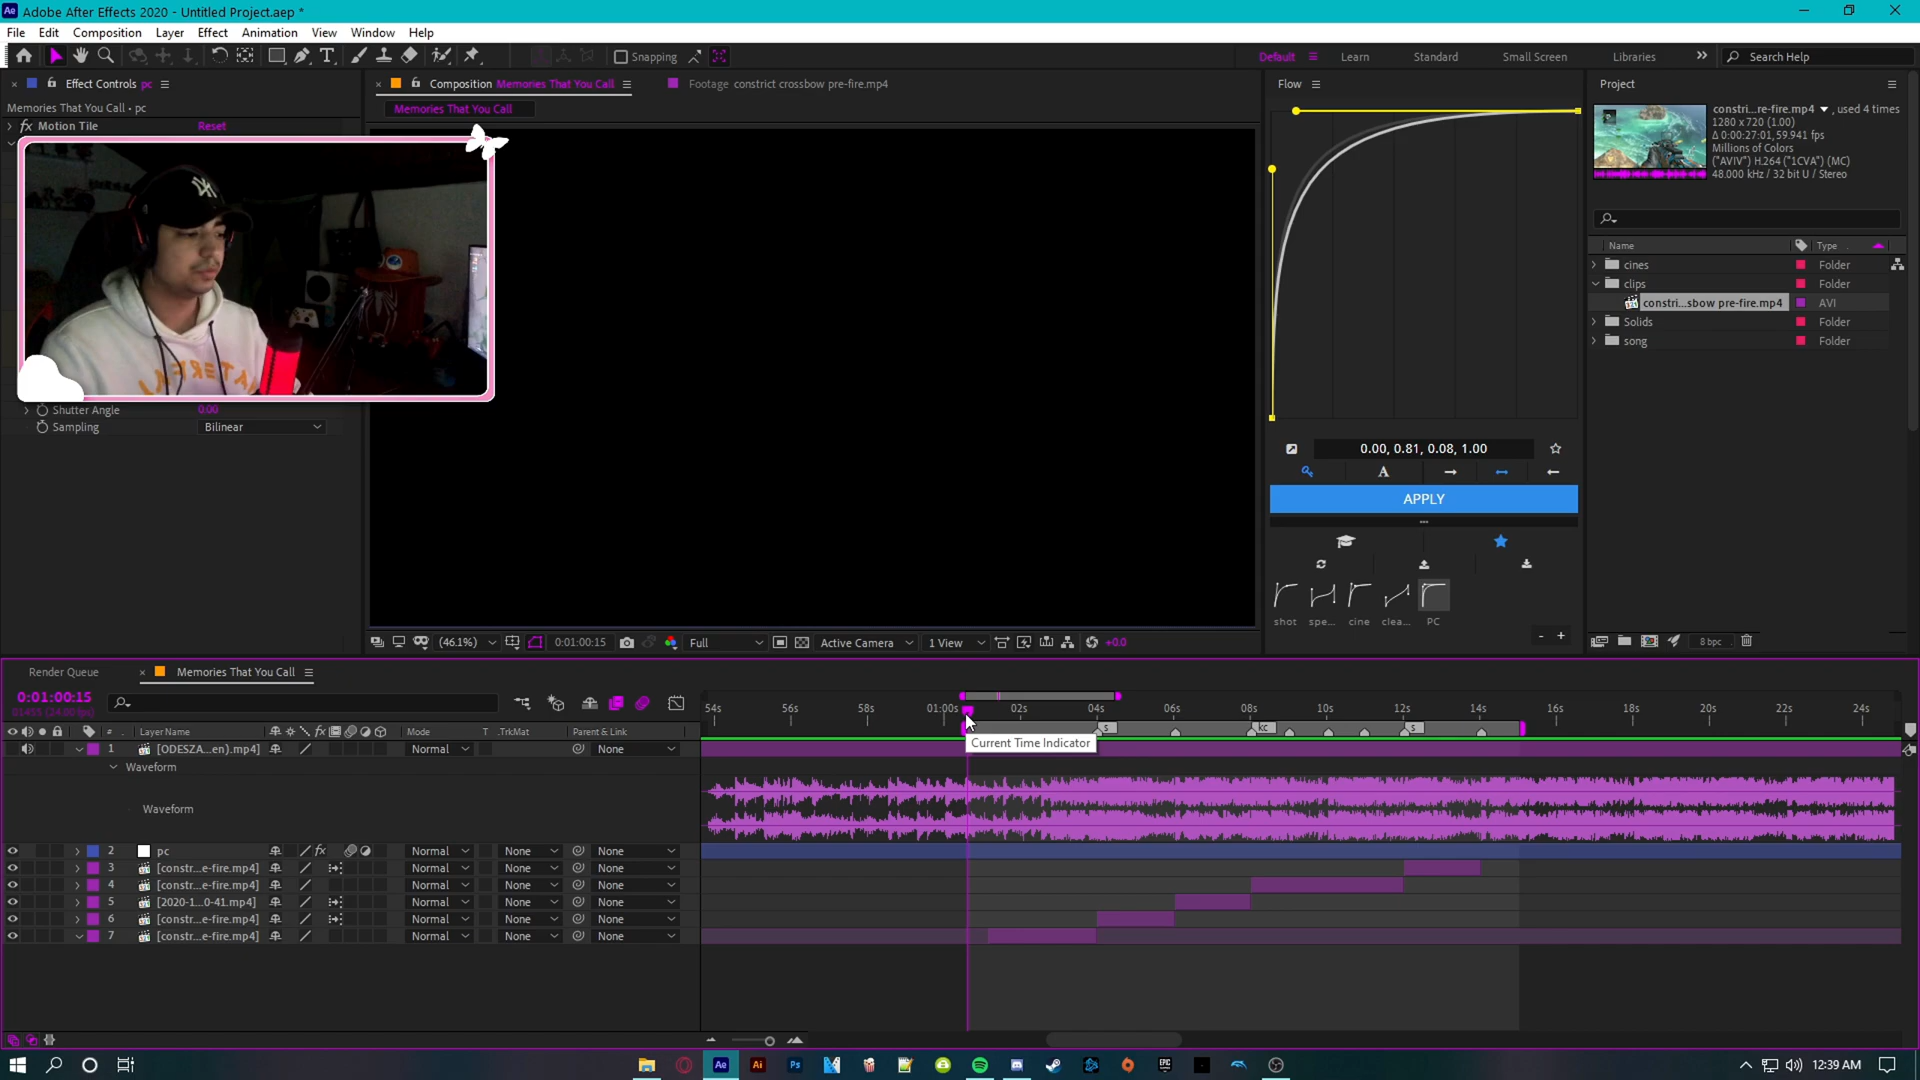 Ae Adobe After Effects 2020 - Untitled Project.aep *
File Edit Composition Layer Effect Animation View Window Help
Snapping
Default Learn Standard Small Screen Libraries Search Help
Effect Controls pc
Memories That You Call • pc
fx Motion Tile Reset
Shutter Angle 0.00
Sampling Bilinear
Composition Memories That You Call
Footage constrict crossbow pre-fire.mp4
Memories That You Call
(46.1%) 0:01:00:15 Full Active Camera 1 View +0.0
Flow
0.00, 0.81, 0.08, 1.00
A
APPLY
shot spe... cine clea... PC
- +
Project
constri...re-fire.mp4 , used 4 times
1280 x 720 (1.00)
Δ 0:00:27:01, 59.941 fps
Millions of Colors
("AVIV") H.264 ("1CVA") (MC)
48.000 kHz / 32 bit U / Stereo
Name Type
cines Folder
clips Folder
constri...sbow pre-fire.mp4 AVI
Solids Folder
song Folder
8 bpc
Render Queue Memories That You Call
0:01:00:15
54s 56s 58s 01:00s 02s 04s 06s 08s 10s 12s 14s 16s 18s 20s 22s 24s
s kc s
Current Time Indicator
# Layer Name fx Mode T .TrkMat Parent & Link
1 [ODESZA...en).mp4] Normal None
Waveform
Waveform
2 pc fx Normal None None
3 [constr...e-fire.mp4] Normal None None
4 [constr...e-fire.mp4] Normal None None
5 [2020-1...0-41.mp4] Normal None None
6 [constr...e-fire.mp4] Normal None None
7 [constr...e-fire.mp4] Normal None None
Ae Ai Ps 12:39 AM